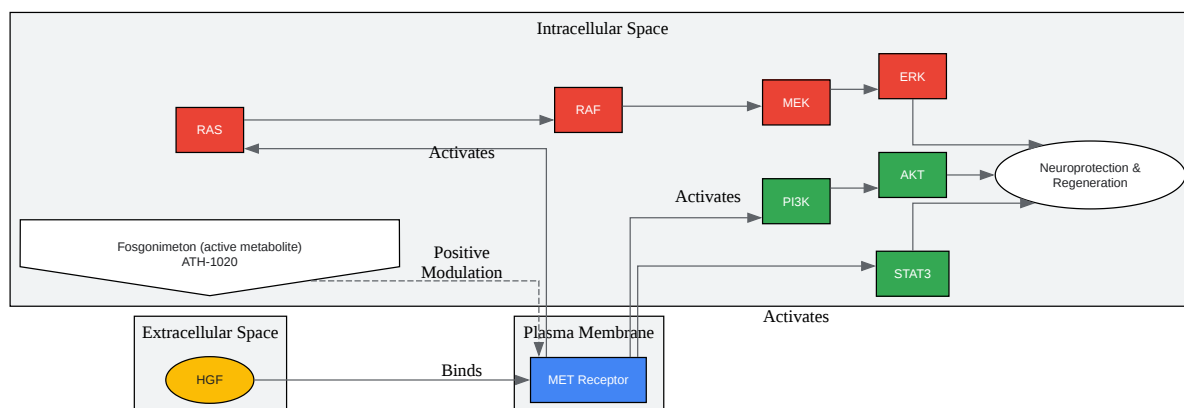 Intracellular Space
ERK
MEK
RAF
RAS
Activates
Neuroprotection &
Regeneration
AKT
PI3K
Activates
Fosgonimeton (active metabolite)
ATH-1020
Positive
Modulation
STAT3
Activates
Extracellular Space
Plasma Membrane
HGF
Binds
MET Receptor